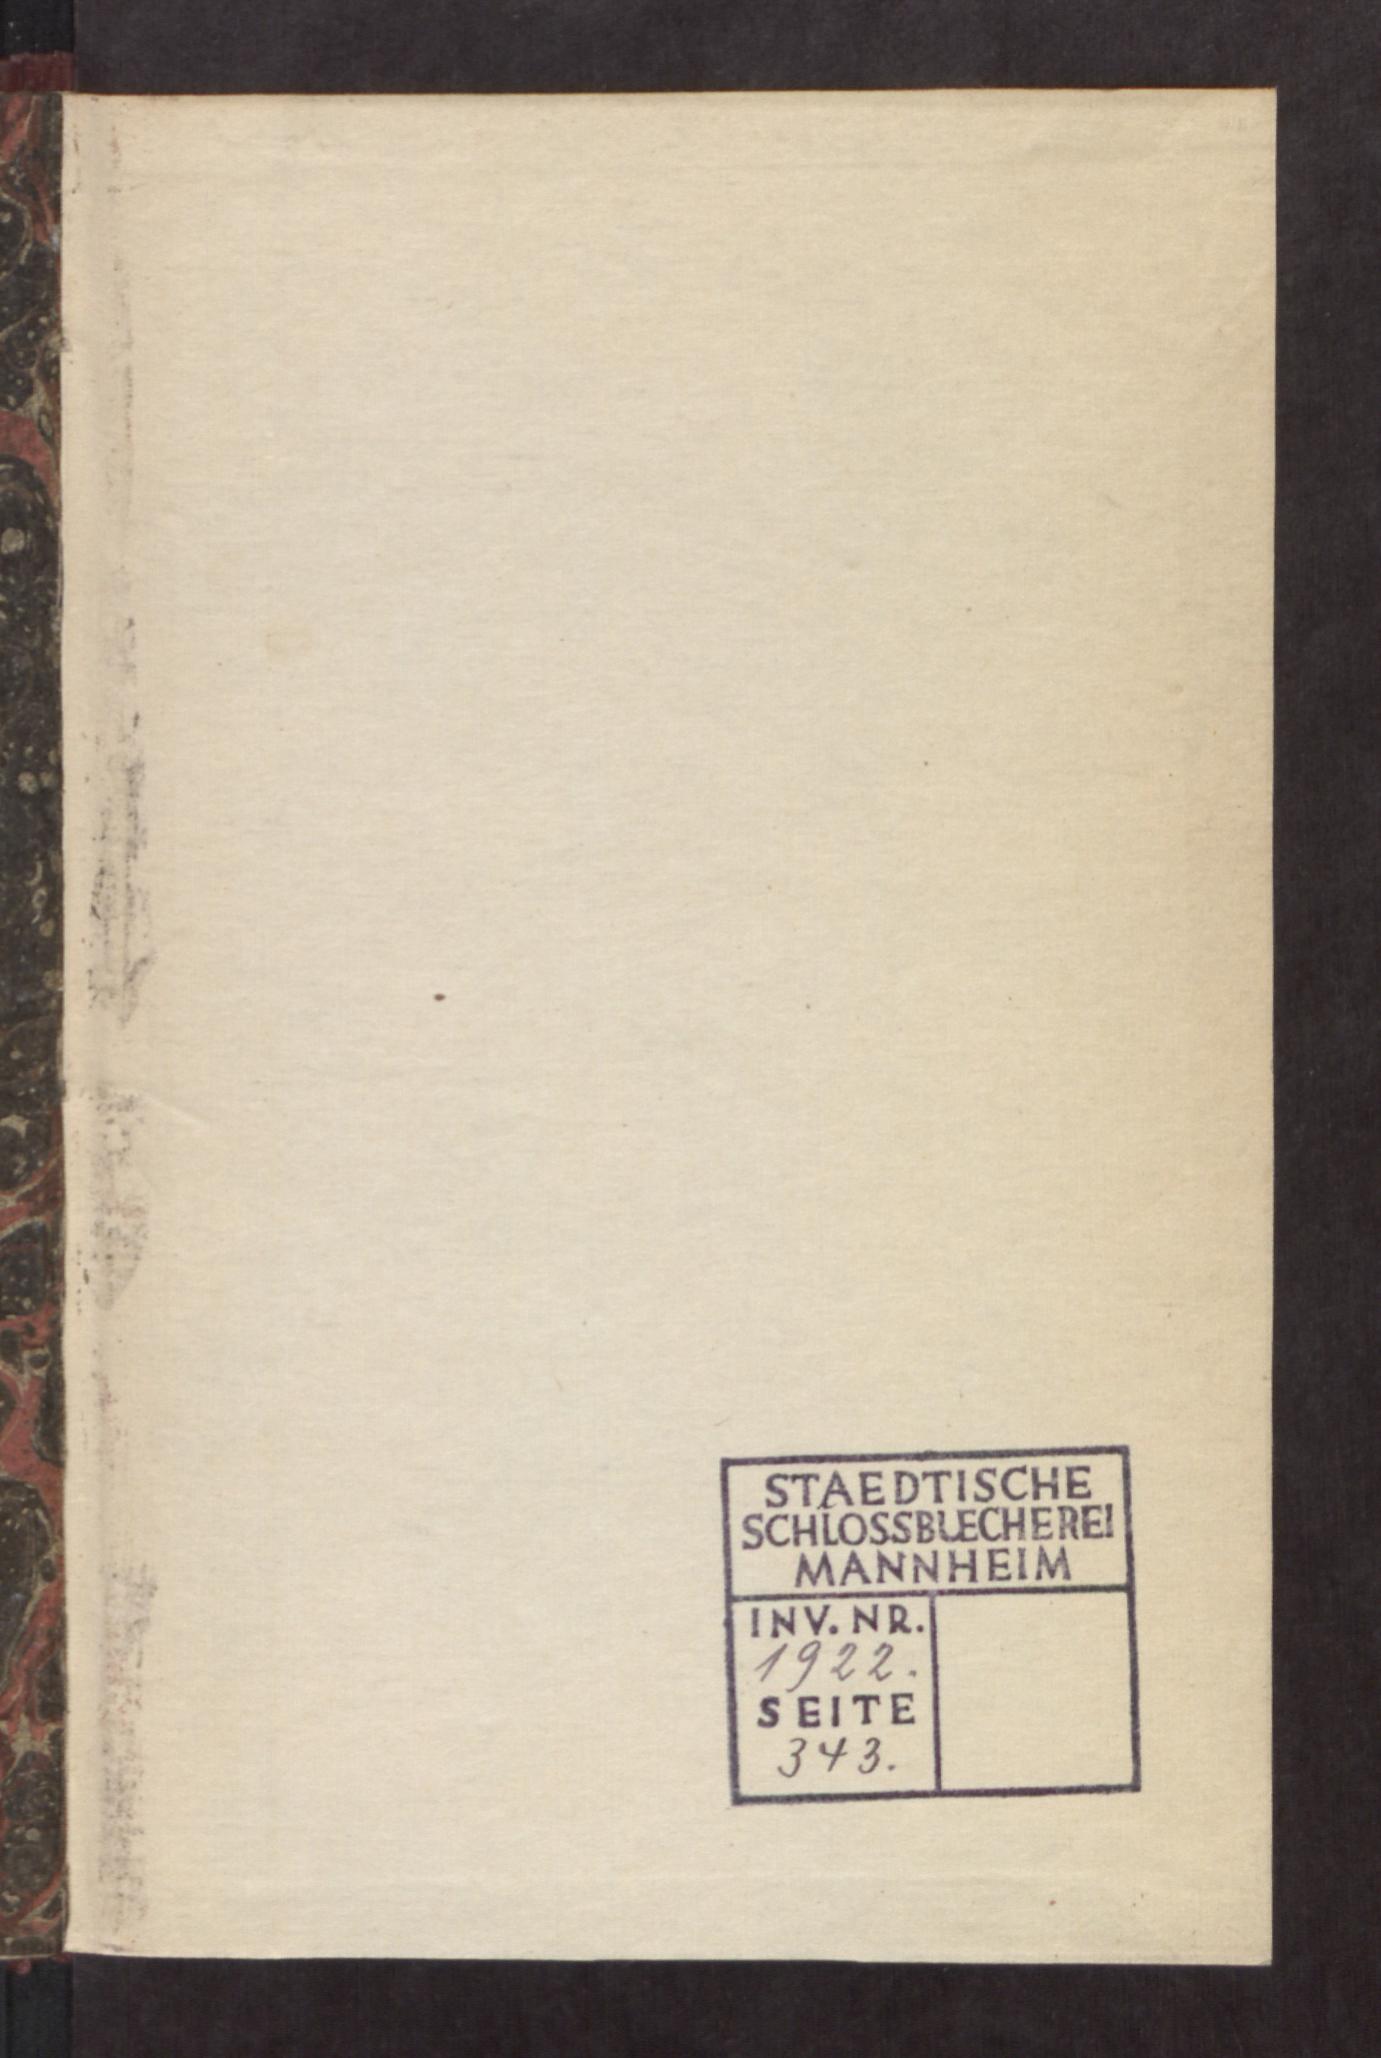 STAEDTISCHE
SCHLOSSBUECHEREI
MANNHEIM
INV. NR.
1922.
SEITE
343.